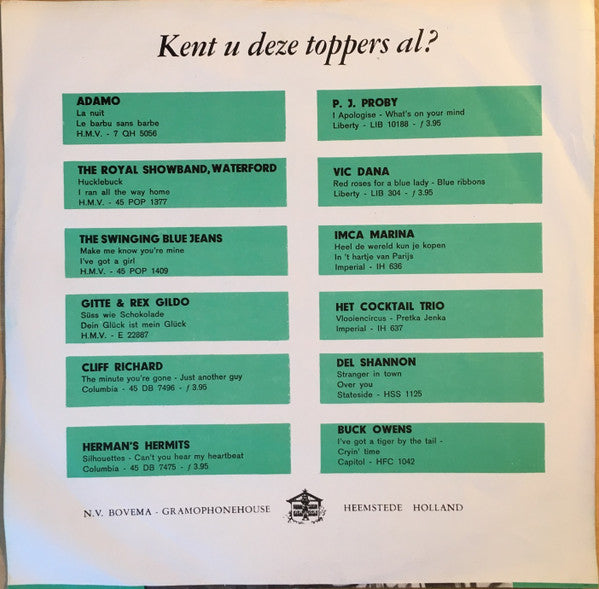 Kent u deze toppers al?
ADAMO
La nuit
Le barbu sans barbe
H.M.V. - 7 QH 5056
THE ROYAL SHOWBAND, WATERFORD
Hucklebuck
I ran all the way home
H.M.V. - 45 POP 1377
THE SWINGING BLUE JEANS
Make me know you're mine
I've got a girl
H.M.V. - 45 POP 1409
GITTE & REX GILDO
Süss wie Schokolade
Dein Glück ist mein Glück
H.M.V. - E 22887
CLIFF RICHARD
The minute you're gone - Just another guy
Columbia - 45 DB 7496 - ƒ 3.95
HERMAN'S HERMITS
Silhouettes - Can't you hear my heartbeat
Columbia - 45 DB 7475 - ƒ 3.95
P. J. PROBY
I Apologise - What's on your mind
Liberty - LIB 10188 - ƒ 3.95
VIC DANA
Red roses for a blue lady - Blue ribbons
Liberty - LIB 304 - ƒ 3.95
IMCA MARINA
Heel de wereld kun je kopen
In 't hartje van Parijs
Imperial - IH 636
HET COCKTAIL TRIO
Vlooiencircus - Pretka Jenka
Imperial - IH 637
DEL SHANNON
Stranger in town
Over you
Stateside - HSS 1125
BUCK OWENS
I've got a tiger by the tail -
Cryin' time
Capitol - HFC 1042
N.V. BOVEMA - GRAMOPHONEHOUSE HEEMSTEDE HOLLAND